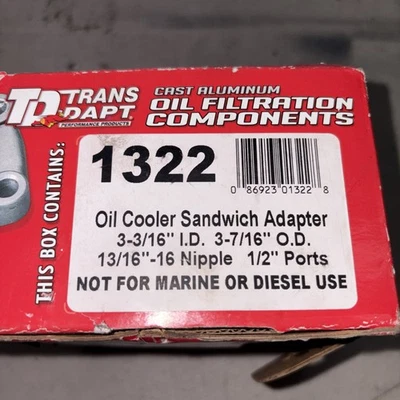 TD TRANS DAPT.
PERFORMANCE PRODUCTS
CAST ALUMINUM
OIL FILTRATION
COMPONENTS
THIS BOX CONTAINS:
1322
0 86923 01322 8
Oil Cooler Sandwich Adapter
3-3/16" I.D. 3-7/16" O.D.
13/16"-16 Nipple 1/2" Ports
NOT FOR MARINE OR DIESEL USE